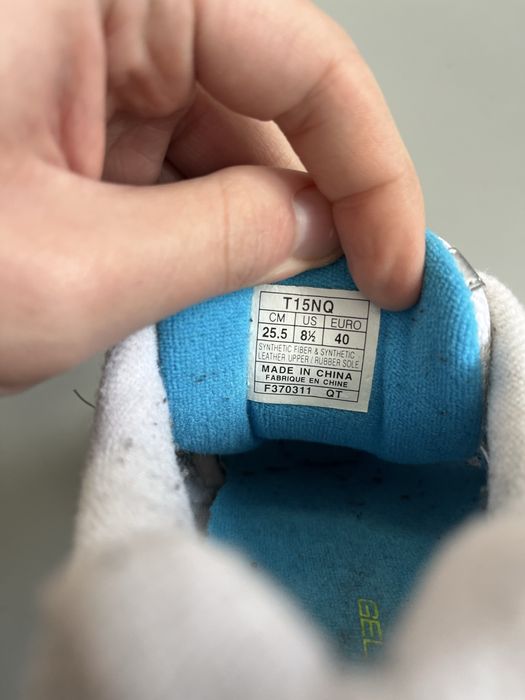 T15NQ
CM US EURO
25.5 8½ 40
SYNTHETIC FIBER & SYNTHETIC
LEATHER UPPER / RUBBER SOLE
MADE IN CHINA
FABRIQUE EN CHINE
F370311 QT
GEL